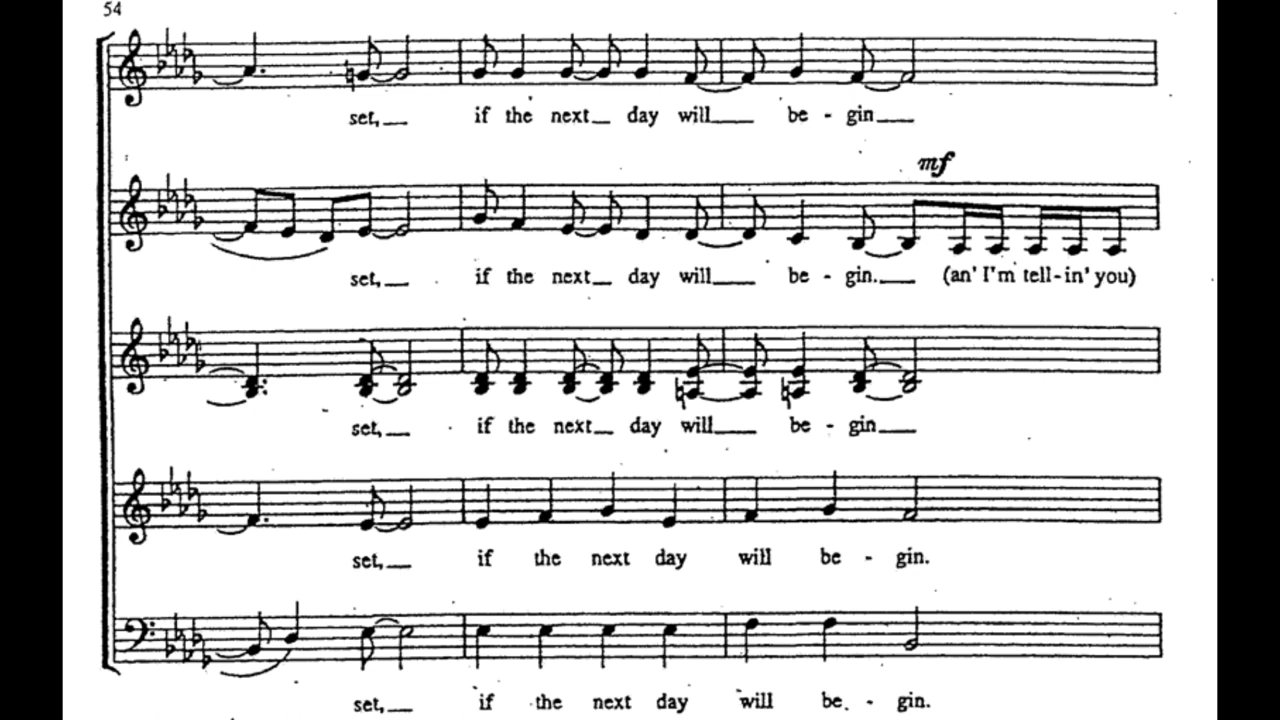 54
set, if the next day will be - gin
mf
set, if the next day will be - gin. (an' I'm tell-in' you)
set, if the next day will be - gin
set, if the next day will be - gin.
set, if the next day will be. - gin.